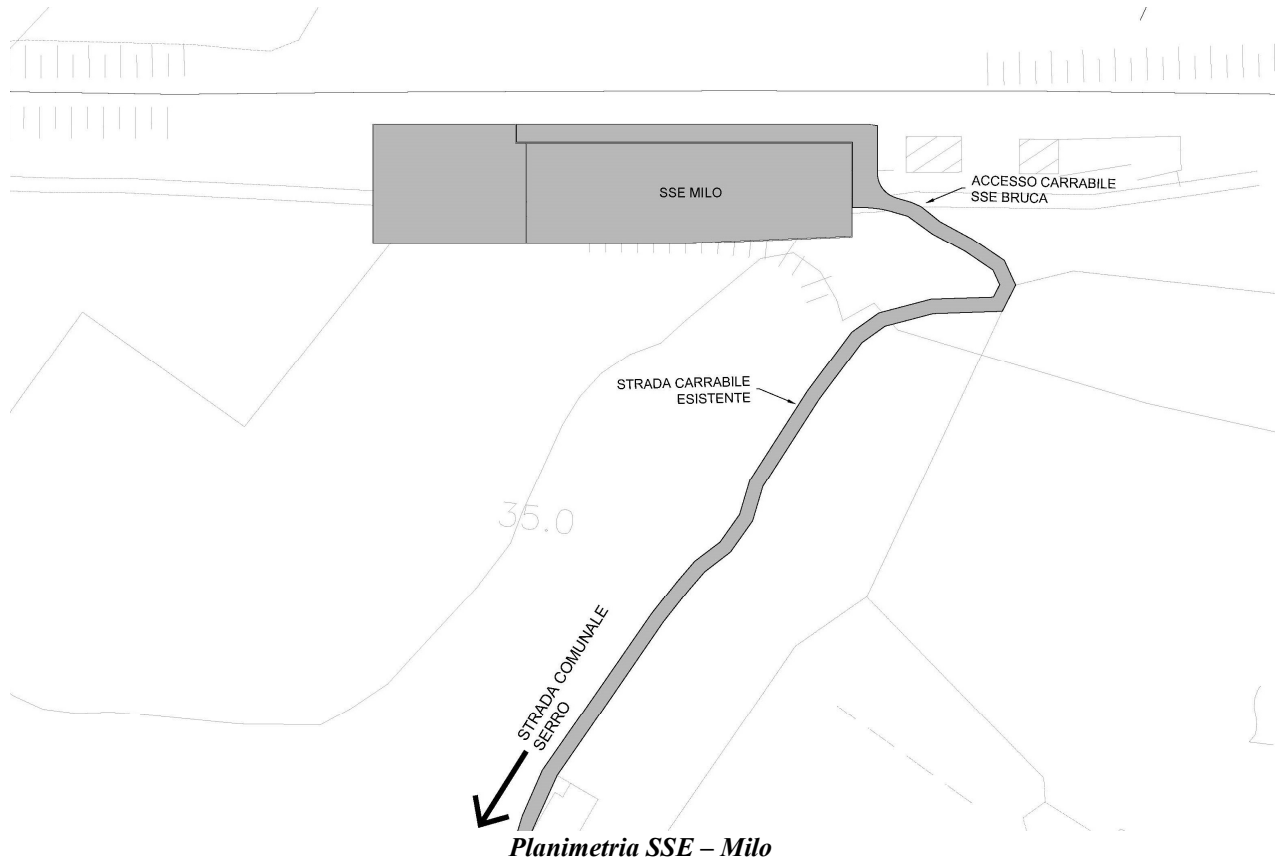 SSE MILO
ACCESSO CARRABILE
SSE BRUCA
STRADA CARRABILE
ESISTENTE
35.0
STRADA COMUNALE
SERRO
Planimetria SSE – Milo